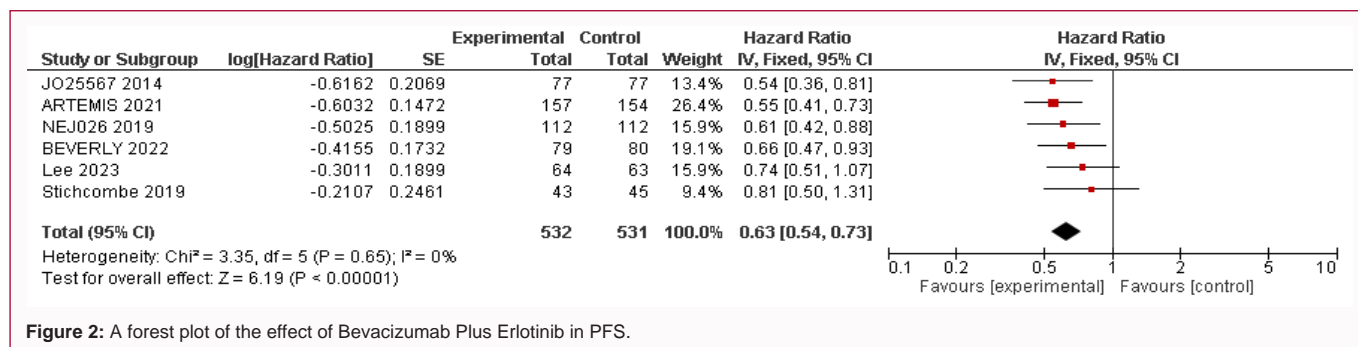 Experimental Control Hazard Ratio Hazard Ratio
Study or Subgroup log[Hazard Ratio] SE Total Total Weight IV, Fixed, 95% CI IV, Fixed, 95% CI
JO25567 2014 -0.6162 0.2069 77 77 13.4% 0.54 [0.36, 0.81]
ARTEMIS 2021 -0.6032 0.1472 157 154 26.4% 0.55 [0.41, 0.73]
NEJ026 2019 -0.5025 0.1899 112 112 15.9% 0.61 [0.42, 0.88]
BEVERLY 2022 -0.4155 0.1732 79 80 19.1% 0.66 [0.47, 0.93]
Lee 2023 -0.3011 0.1899 64 63 15.9% 0.74 [0.51, 1.07]
Stichcombe 2019 -0.2107 0.2461 43 45 9.4% 0.81 [0.50, 1.31]
Total (95% CI) 532 531 100.0% 0.63 [0.54, 0.73]
Heterogeneity: Chi² = 3.35, df = 5 (P = 0.65); I² = 0%
Test for overall effect: Z = 6.19 (P < 0.00001)
0.1 0.2 0.5 1 2 5 10
Favours [experimental] Favours [control]
Figure 2: A forest plot of the effect of Bevacizumab Plus Erlotinib in PFS.